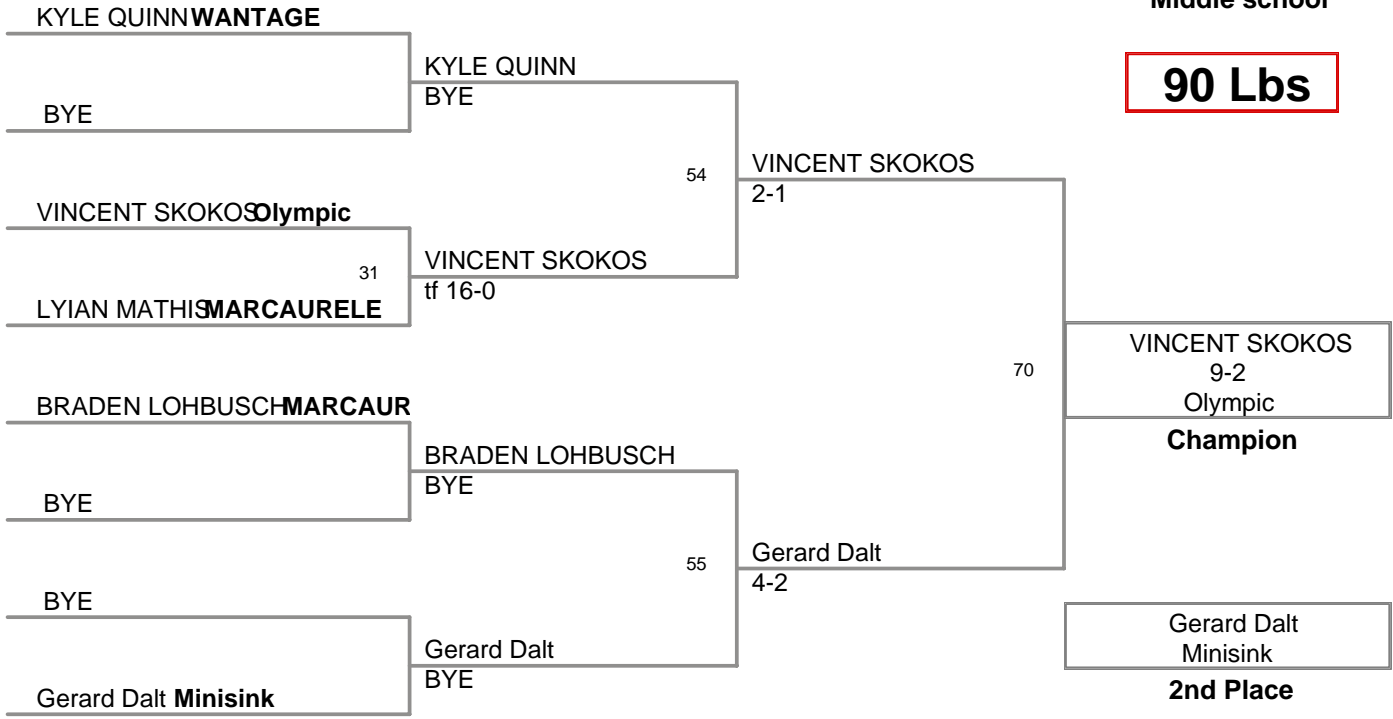 Middle school
90 Lbs
KYLE QUINN WANTAGE
BYE
VINCENT SKOKOS Olympic
31
LYIAN MATHIS MARCAURELE
BRADEN LOHBUSCH MARCAUR
BYE
BYE
Gerard Dalt Minisink
KYLE QUINN
BYE
54
VINCENT SKOKOS
tf 16-0
BRADEN LOHBUSCH
BYE
55
Gerard Dalt
BYE
VINCENT SKOKOS
2-1
70
Gerard Dalt
4-2
VINCENT SKOKOS
9-2
Olympic
Champion
Gerard Dalt
Minisink
2nd Place